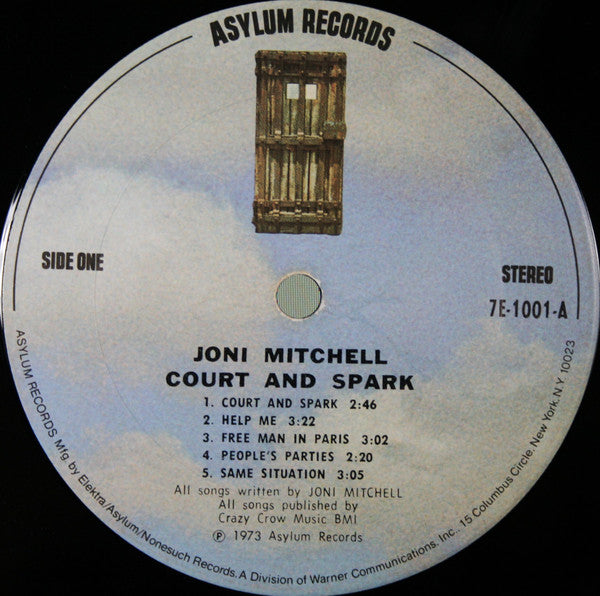 ASYLUM RECORDS
SIDE ONE
STEREO
7E-1001-A
JONI MITCHELL
COURT AND SPARK
1. COURT AND SPARK 2:46
2. HELP ME 3:22
3. FREE MAN IN PARIS 3:02
4. PEOPLE'S PARTIES 2:20
5. SAME SITUATION 3:05
All songs written by JONI MITCHELL
All songs published by
Crazy Crow Music BMI
Ⓟ 1973 Asylum Records
ASYLUM RECORDS Mfg. by Elektra/Asylum/Nonesuch Records. A Division of Warner Communications, Inc., 15 Columbus Circle, New York, N.Y. 10023